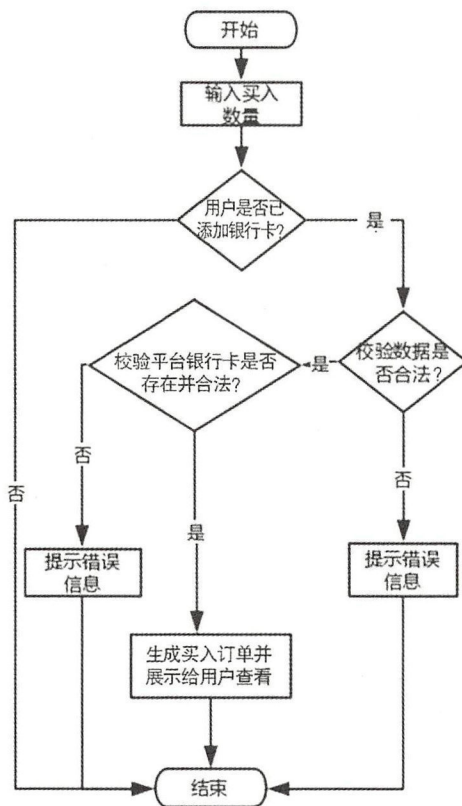 开始
输入买入
数量
用户是否已
添加银行卡?
是
校验平台银行卡是否
存在并合法?
是
校验数据是
否合法?
否
否
是
否
提示错误
信息
提示错误
信息
生成买入订单并
展示给用户查看
结束